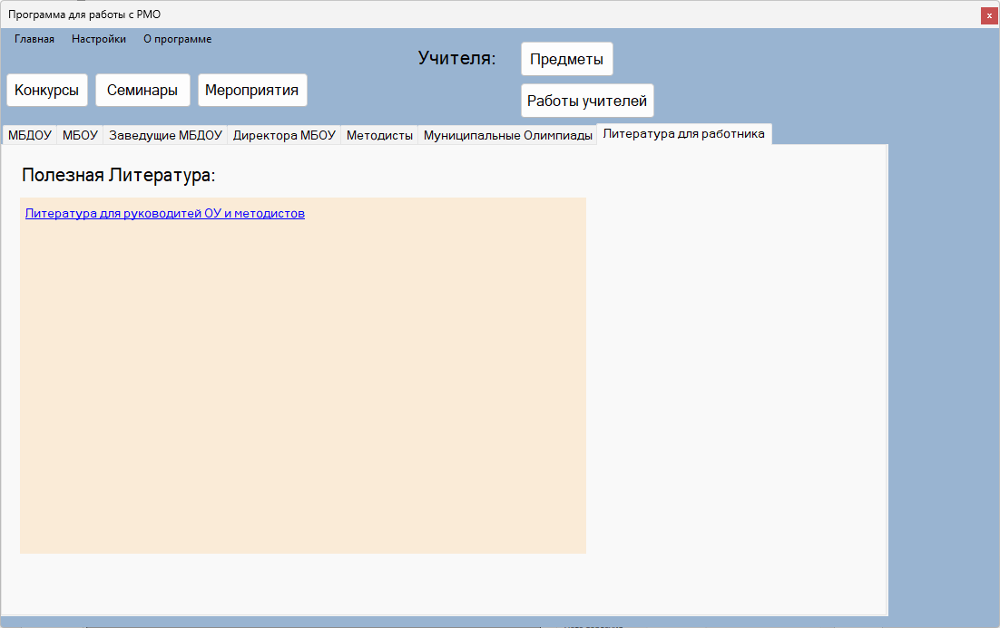 Программа для работы с РМО
x
Главная Настройки О программе
Учителя: Предметы
Конкурсы Семинары Мероприятия
Работы учителей
МБДОУ МБОУ Заведущие МБДОУ Директора МБОУ Методисты Муниципальные Олимпиады Литература для работника
Полезная Литература:
Литература для руководитей ОУ и методистов